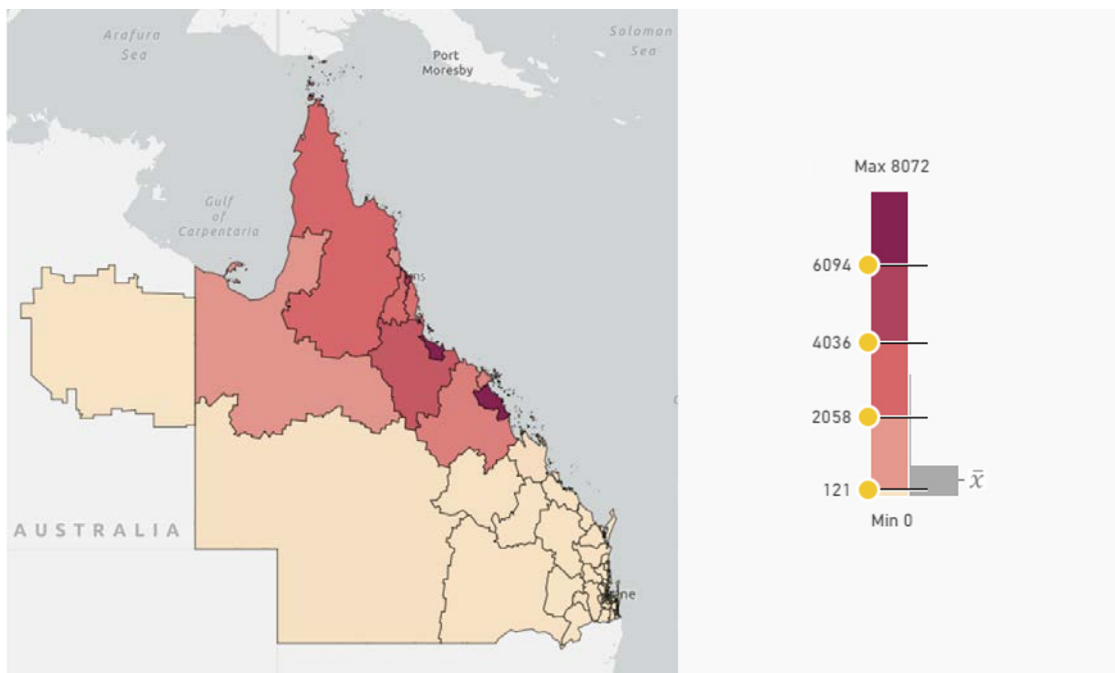 Arafura
Sea
Solomon
Sea
Port
Moresby
Gulf
of
Carpentaria
AUSTRALIA
Max 8072
6094
4036
2058
121
x̄
Min 0